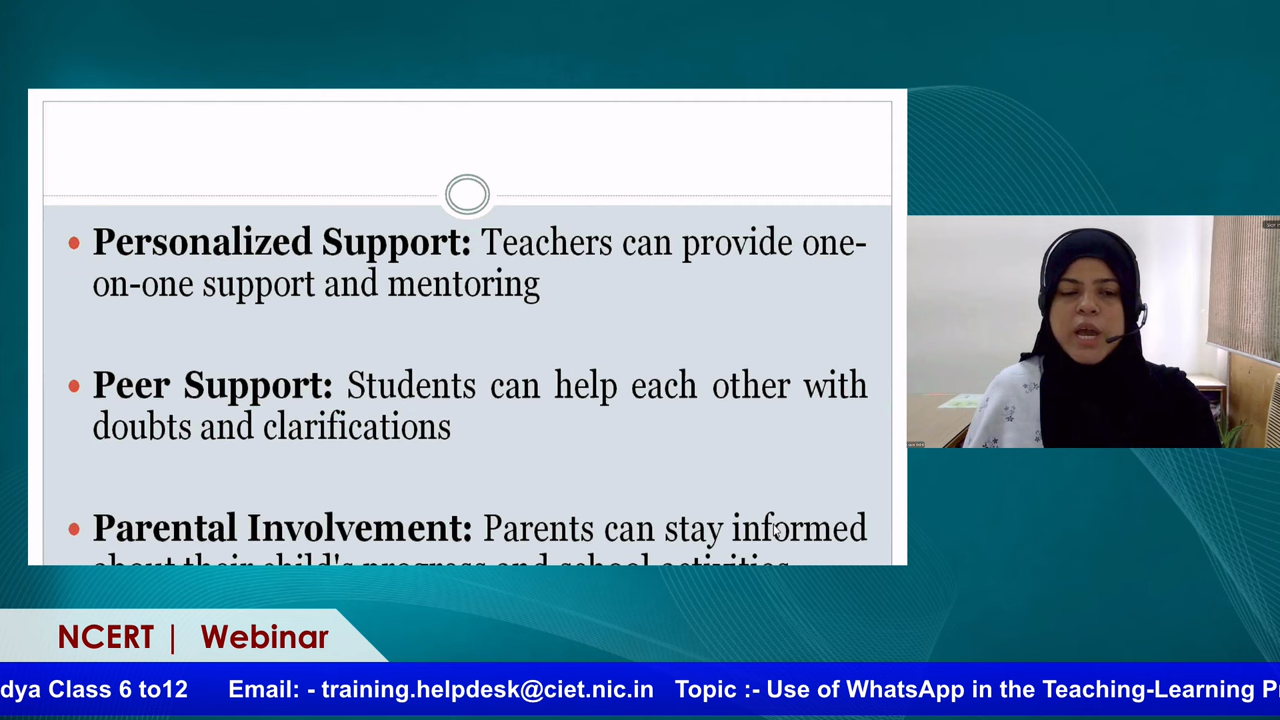 Personalized Support: Teachers can provide one-
on-one support and mentoring
Peer Support: Students can help each other with
doubts and clarifications
Parental Involvement: Parents can stay informed
about their child's progress and school activities
NCERT | Webinar
dya Class 6 to12 Email: - training.helpdesk@ciet.nic.in Topic :- Use of WhatsApp in the Teaching-Learning P